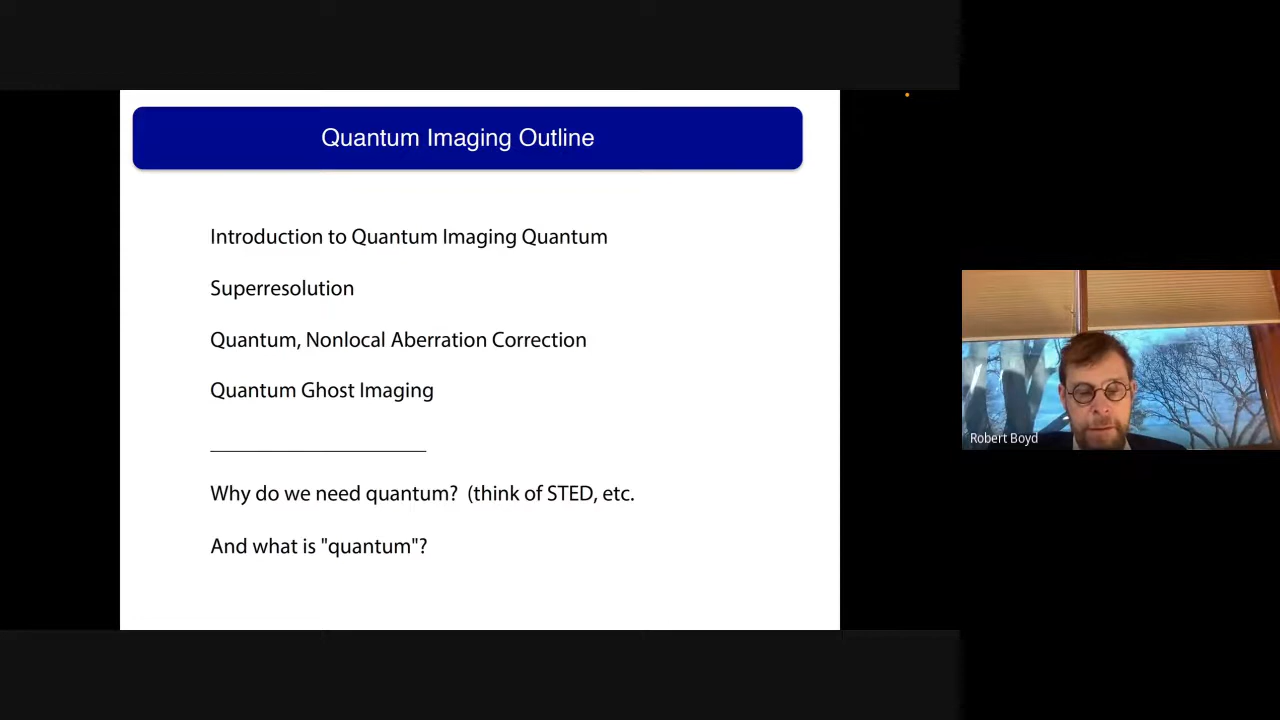 Quantum Imaging Outline
Introduction to Quantum Imaging Quantum
Superresolution
Quantum, Nonlocal Aberration Correction
Quantum Ghost Imaging
Why do we need quantum?  (think of STED, etc.
And what is "quantum"?
Robert Boyd